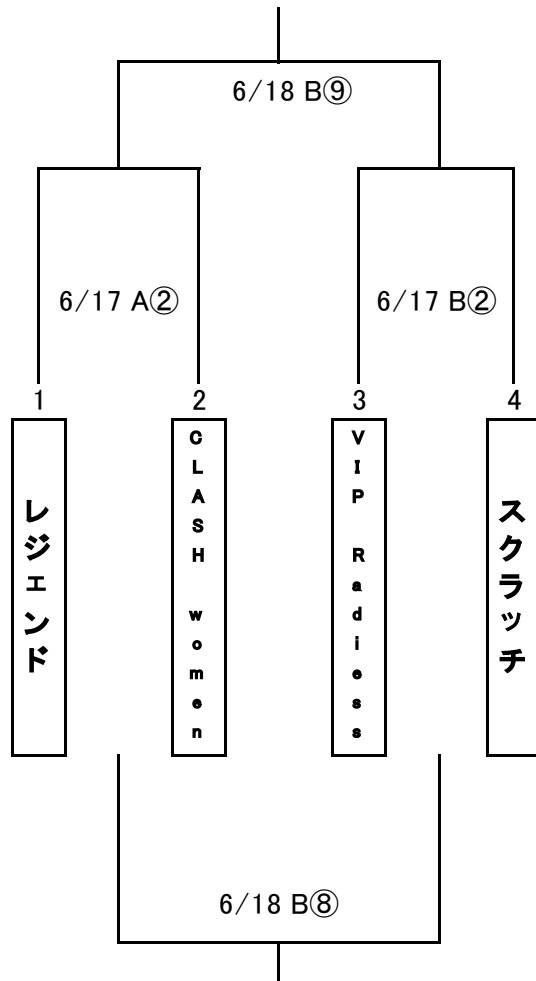 6/18 B⑨
6/17 A②
6/17 B②
1
2
3
4
レジェンド
CLASH women
VIP Radiess
スクラッチ
6/18 B⑧